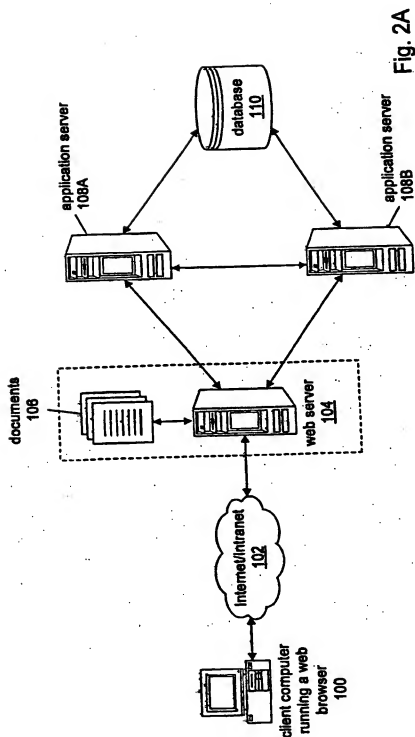 client computer
running a web
browser
100
Internet/Intranet
102
documents
106
web server
104
application server
108A
application server
108B
database
110
Fig. 2A